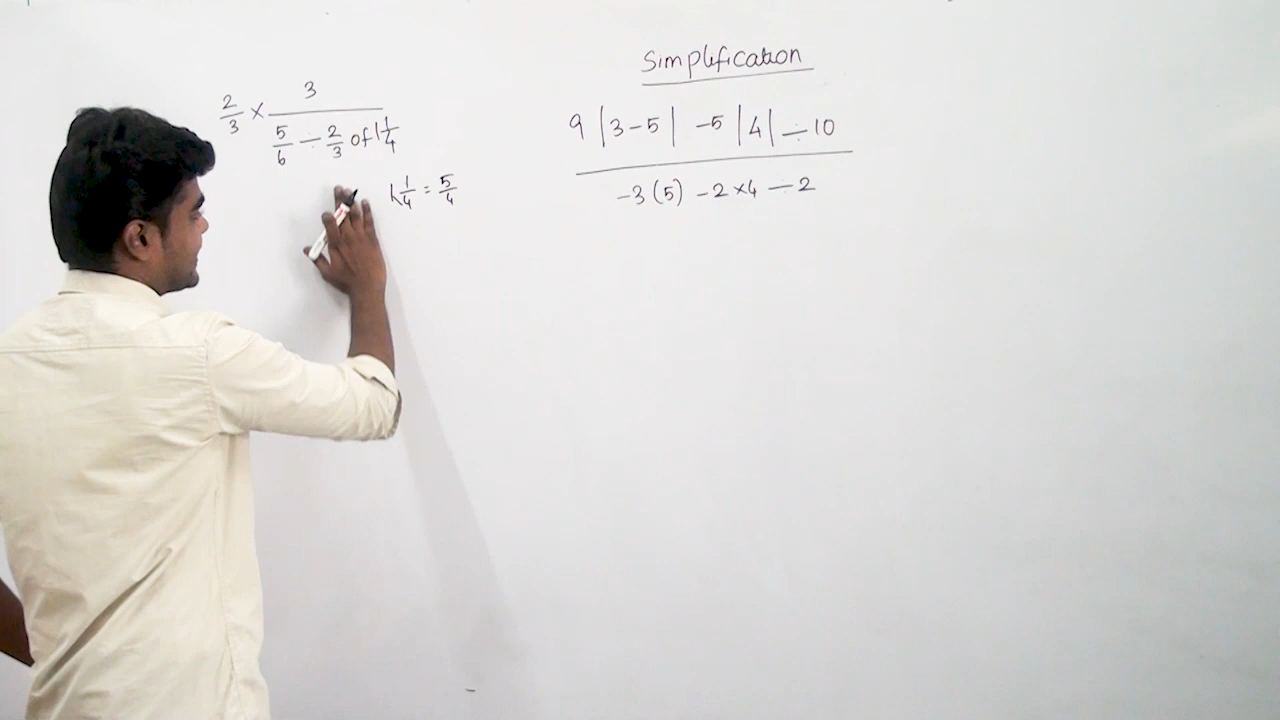 Simplification
2/3 × 3
5/6 ÷ 2/3 of 1 1/4
1 1/4 = 5/4
9 |3-5| -5 |4| ÷ 10
-3 (5) -2 ×4 ÷ 2